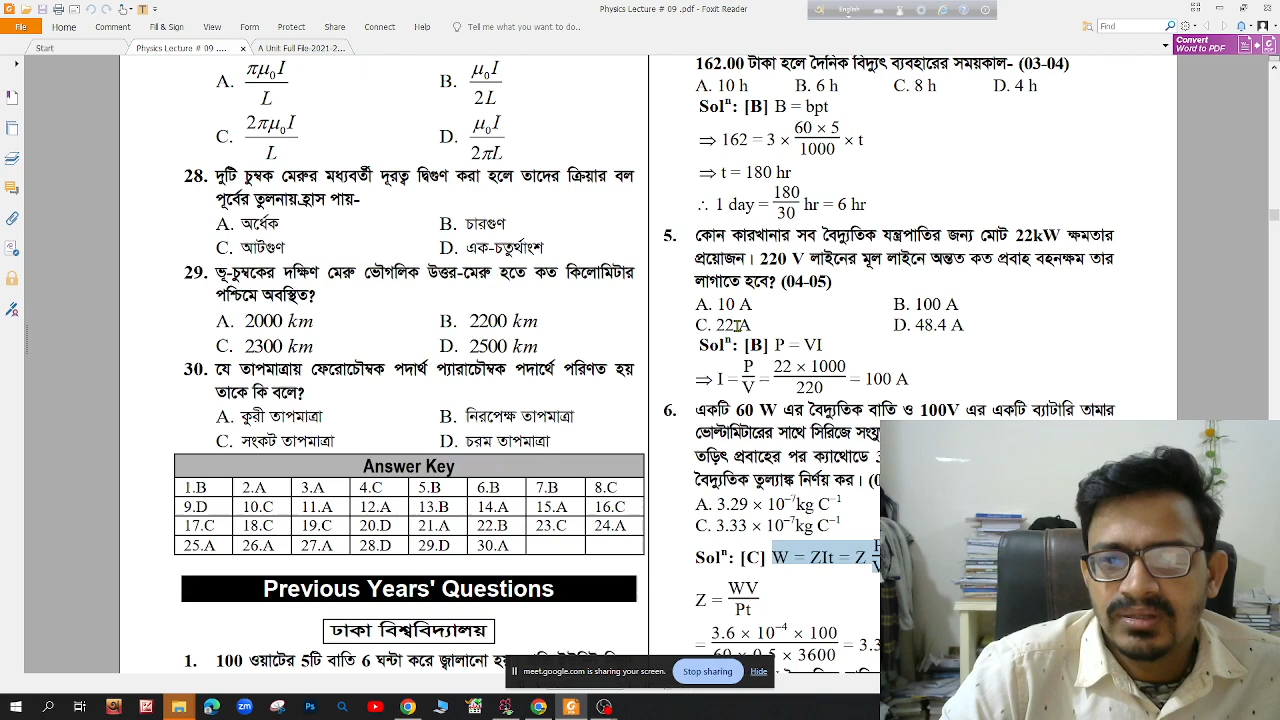 Physics Lecture # 09 .pdf - Foxit Reader
English
File Home Comment Fill & Sign View Form Protect Share Help Tell me what you want to do... Find
Start Physics Lecture # 09 .... A Unit Full File-2021-2...
Convert
Word to PDF
A. πμ₀I / L B. μ₀I / 2L
C. 2πμ₀I / L D. μ₀I / 2πL
28. দুটি চুম্বক মেরুর মধ্যবর্তী দূরত্ব দ্বিগুণ করা হলে তাদের ক্রিয়ার বল
পূর্বের তুলনায় হ্রাস পায়-
A. অর্ধেক B. চারগুণ
C. আটগুণ D. এক-চতুর্থাংশ
29. ভূ-চুম্বকের দক্ষিণ মেরু ভৌগলিক উত্তর-মেরু হতে কত কিলোমিটার
পশ্চিমে অবস্থিত?
A. 2000 km B. 2200 km
C. 2300 km D. 2500 km
30. যে তাপমাত্রায় ফেরোচৌম্বক পদার্থ প্যারাচৌম্বক পদার্থে পরিণত হয়
তাকে কি বলে?
A. কুরী তাপমাত্রা B. নিরপেক্ষ তাপমাত্রা
C. সংকট তাপমাত্রা D. চরম তাপমাত্রা
Answer Key
1.B 2.A 3.A 4.C 5.B 6.B 7.B 8.C
9.D 10.C 11.A 12.A 13.B 14.A 15.A 16.C
17.C 18.C 19.C 20.D 21.A 22.B 23.C 24.A
25.A 26.A 27.A 28.D 29.D 30.A
Previous Years' Questions
ঢাকা বিশ্ববিদ্যালয়
1. 100 ওয়াটের 5টি বাতি 6 ঘন্টা করে জ্বালানো
162.00 টাকা হলে দৈনিক বিদ্যুৎ ব্যবহারের সময়কাল- (03-04)
A. 10 h B. 6 h C. 8 h D. 4 h
Solⁿ: [B] B = bpt
⇒ 162 = 3 × (60 × 5) / 1000 × t
⇒ t = 180 hr
∴ 1 day = 180 / 30 hr = 6 hr
5. কোন কারখানার সব বৈদ্যুতিক যন্ত্রপাতির জন্য মোট 22kW ক্ষমতার
প্রয়োজন। 220 V লাইনের মূল লাইনে অন্তত কত প্রবাহ বহনক্ষম তার
লাগাতে হবে? (04-05)
A. 10 A B. 100 A
C. 22 A D. 48.4 A
Solⁿ: [B] P = VI
⇒ I = P / V = (22 × 1000) / 220 = 100 A
6. একটি 60 W এর বৈদ্যুতিক বাতি ও 100V এর একটি ব্যাটারি তামার
ভোল্টামিটারের সাথে সিরিজে
তড়িৎ প্রবাহের পর ক্যাথোডে
বৈদ্যুতিক তুল্যাঙ্ক নির্ণয় কর।
A. 3.29 × 10⁻⁷kg C⁻¹
C. 3.33 × 10⁻⁷kg C⁻¹
Solⁿ: [C] W = ZIt = Z
Z = WV / Pt
= (3.6 × 10⁻⁴ × 100) / (60 × 0.5 × 3600) = 3.3
meet.google.com is sharing your screen. Stop sharing Hide